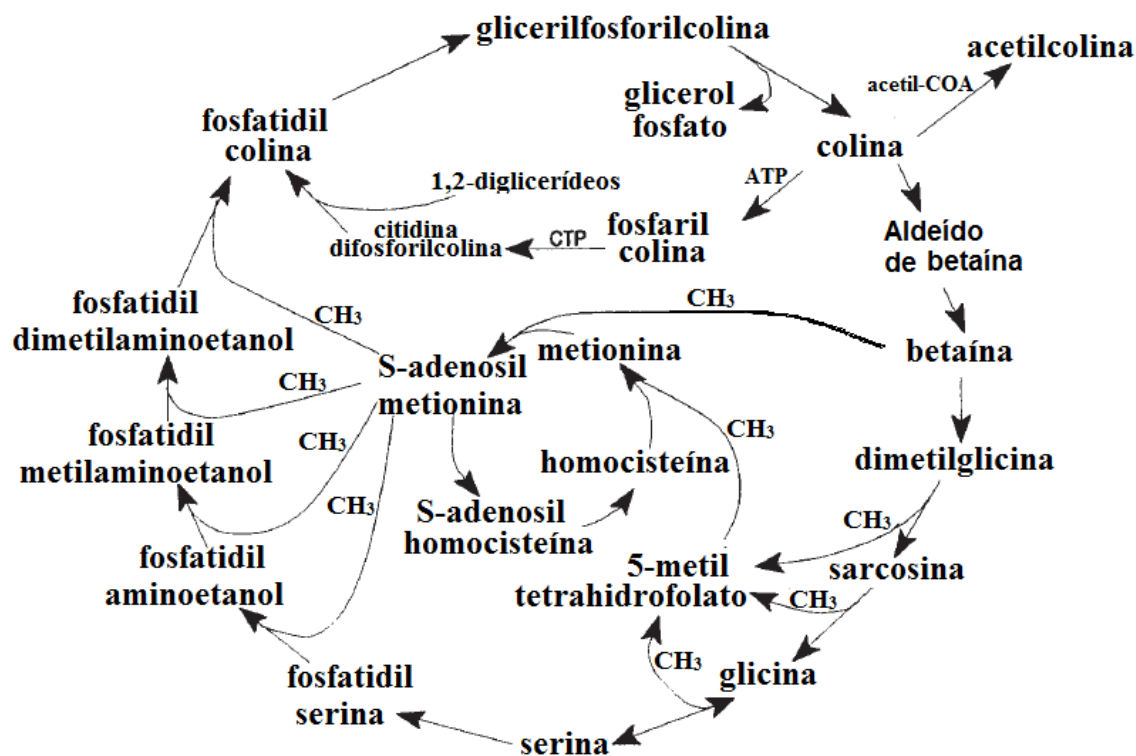 glicerilfosforilcolina
acetilcolina
acetil-COA
glicerol
fosfato
fosfatidil
colina
colina
1,2-diglicerídeos
ATP
citidina
difosforilcolina
CTP
fosfaril
colina
Aldeído
de betaína
fosfatidil
dimetilaminoetanol
CH3
CH3
metionina
betaína
S-adenosil
metionina
CH3
fosfatidil
metilaminoetanol
CH3
CH3
homocisteína
dimetilglicina
CH3
S-adenosil
homocisteína
CH3
fosfatidil
aminoetanol
5-metil
tetrahidrofolato
sarcosina
CH3
CH3
glicina
fosfatidil
serina
serina